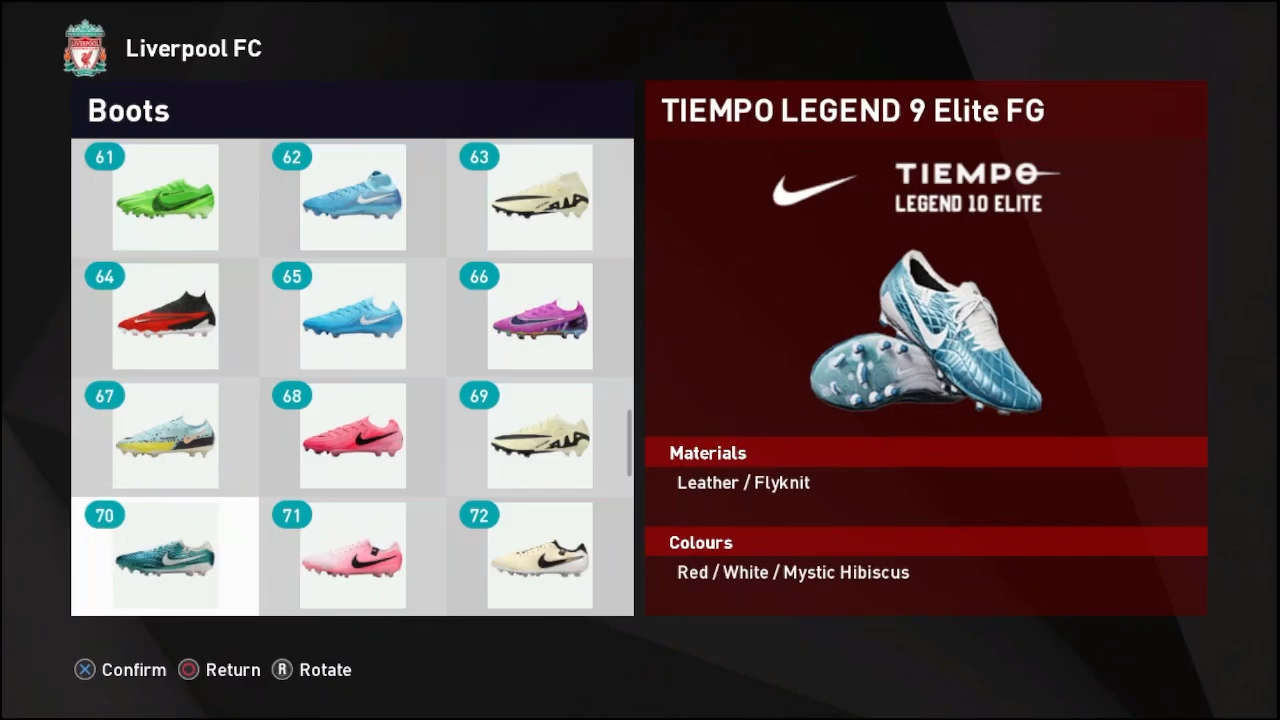 Liverpool FC
Boots
61
62
63
64
65
66
67
68
69
70
71
72
TIEMPO LEGEND 9 Elite FG
TIEMPO
LEGEND 10 ELITE
Materials
Leather / Flyknit
Colours
Red / White / Mystic Hibiscus
Confirm
Return
R Rotate